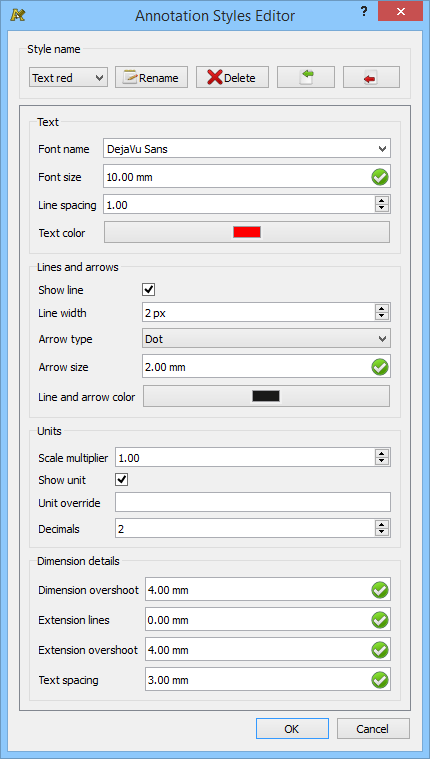 Annotation Styles Editor ?
Style name
Text red Rename Delete
Text
Font name DejaVu Sans
Font size 10.00 mm
Line spacing 1.00
Text color
Lines and arrows
Show line
Line width 2 px
Arrow type Dot
Arrow size 2.00 mm
Line and arrow color
Units
Scale multiplier 1.00
Show unit
Unit override
Decimals 2
Dimension details
Dimension overshoot 4.00 mm
Extension lines 0.00 mm
Extension overshoot 4.00 mm
Text spacing 3.00 mm
OK Cancel